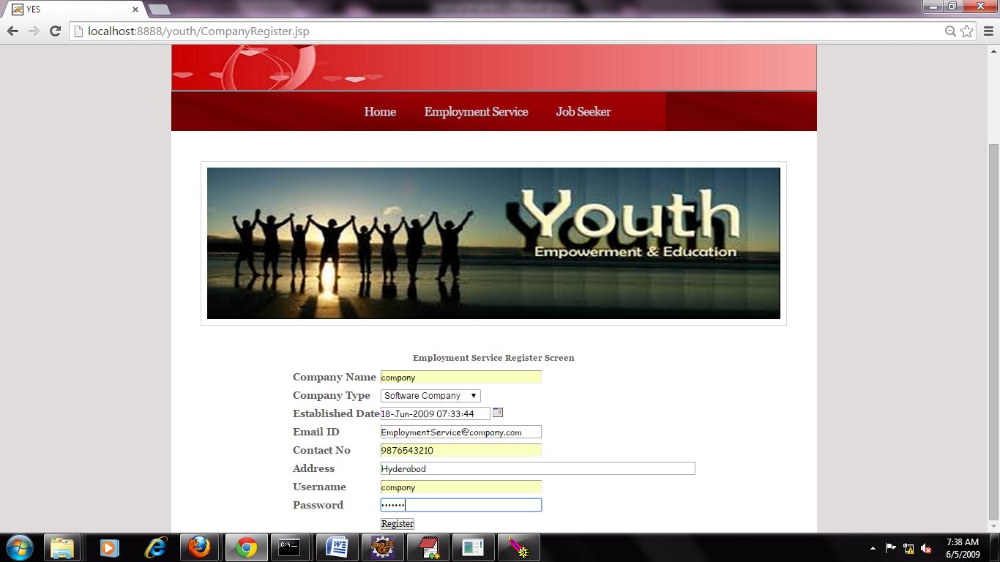 YES
localhost:8888/youth/CompanyRegister.jsp
Home Employment Service Job Seeker
Youth
Empowerment & Education
Employment Service Register Screen
Company Name company
Company Type Software Company
Established Date 18-Jun-2009 07:33:44
Email ID EmploymentService@company.com
Contact No 9876543210
Address Hyderabad
Username company
Password •••••••
Register
C:\_
Java EE
IDE
7:38 AM
6/5/2009